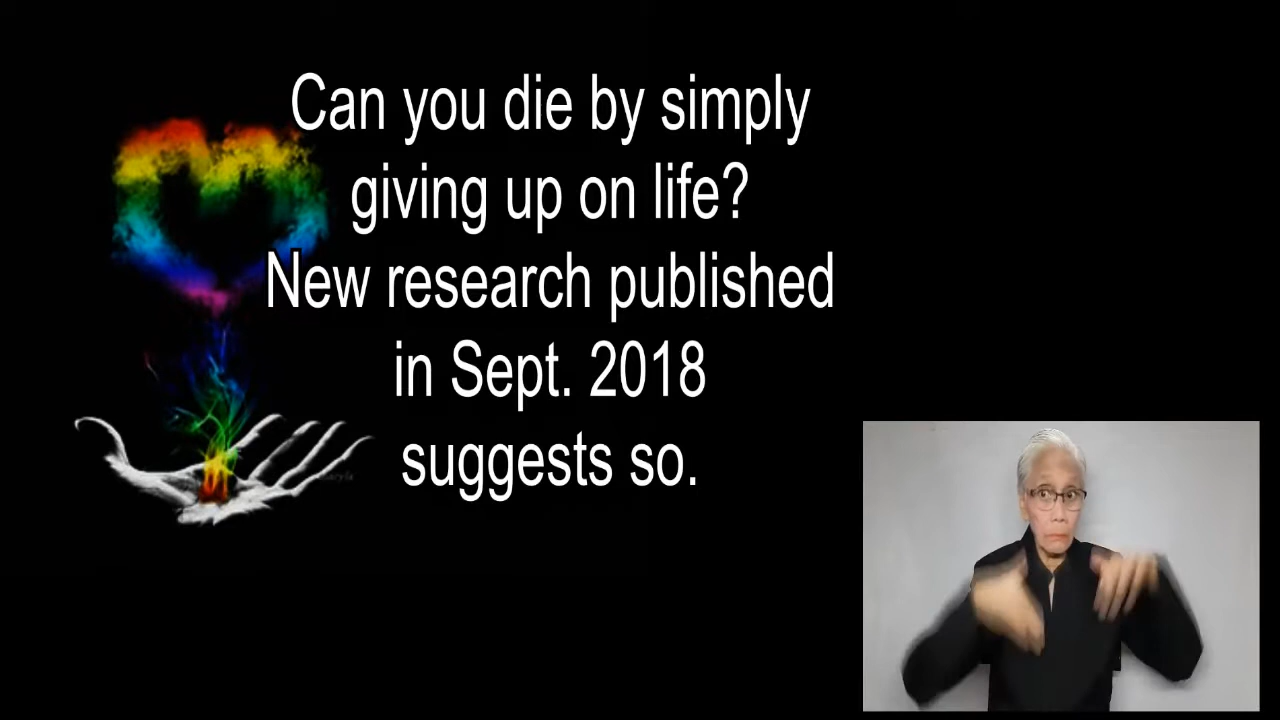 Can you die by simply
giving up on life?
New research published
in Sept. 2018
suggests so.